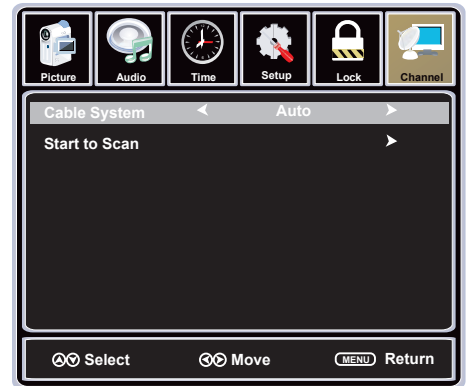 Picture Audio Time Setup Lock Channel
Cable System Auto
Start to Scan
Select Move MENU Return